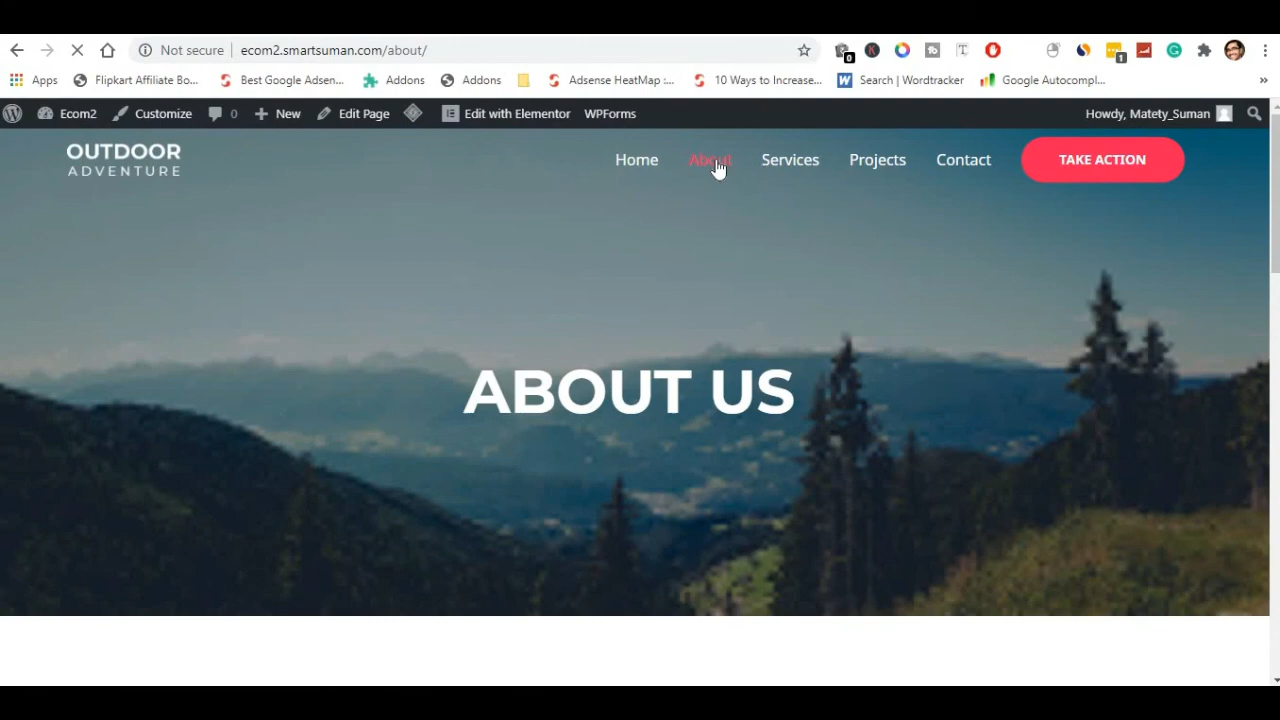 Not secure ecom2.smartsuman.com/about/
0
1
Apps Flipkart Affiliate Bo... Best Google Adsen... Addons Addons Adsense HeatMap :... 10 Ways to Increase... Search | Wordtracker Google Autocompl... »
Ecom2 Customize 0 New Edit Page Edit with Elementor WPForms Howdy, Matety_Suman
OUTDOOR
ADVENTURE
Home About Services Projects Contact TAKE ACTION
ABOUT US